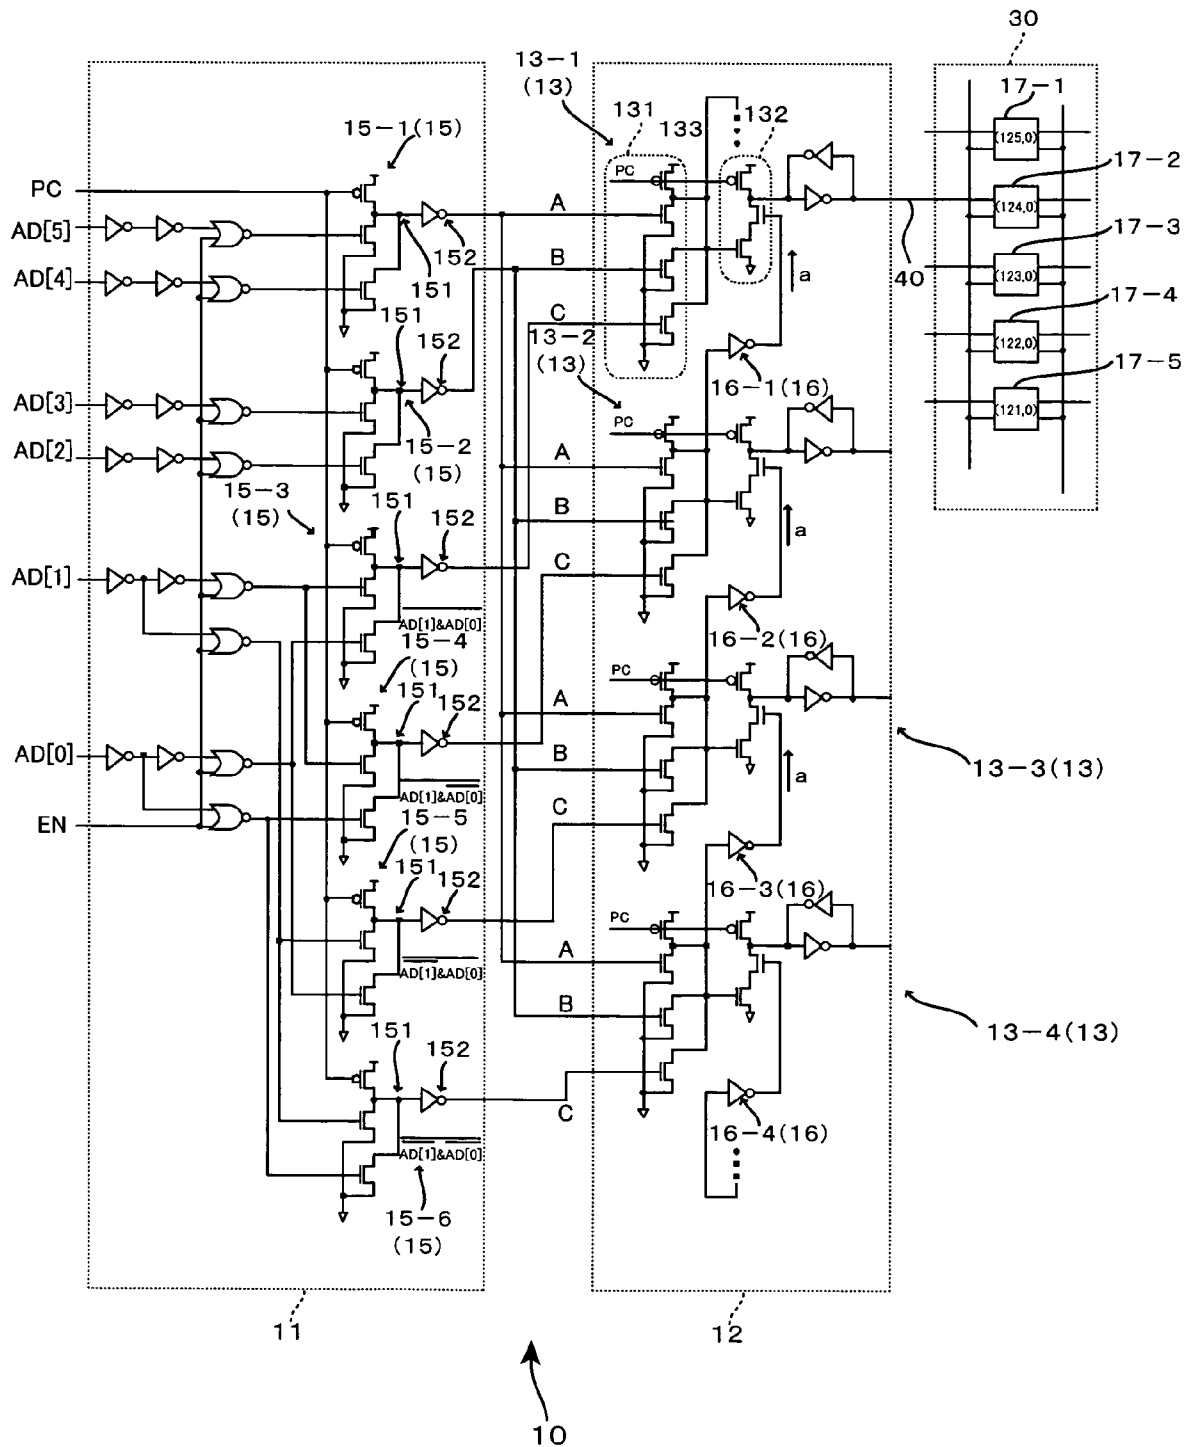 30
13-1
(13)
131
133
132
17-1
(125,0)
15-1(15)
PC
17-2
(124,0)
PC
A
AD[5]
152
17-3
(123,0)
B
a
AD[4]
151
40
17-4
(122,0)
C
151
152
13-2
(13)
16-1(16)
17-5
(121,0)
AD[3]
PC
15-2
(15)
A
AD[2]
15-3
(15)
151
152
B
a
AD[1]
C
AD[1]&AD[0]
15-4
(15)
16-2(16)
PC
151
152
A
AD[0]
B
a
13-3(13)
AD[1]&AD[0]
15-5
(15)
C
EN
151
152
16-3(16)
PC
A
AD[1]&AD[0]
B
13-4(13)
151
152
C
16-4(16)
AD[1]&AD[0]
15-6
(15)
11
12
10